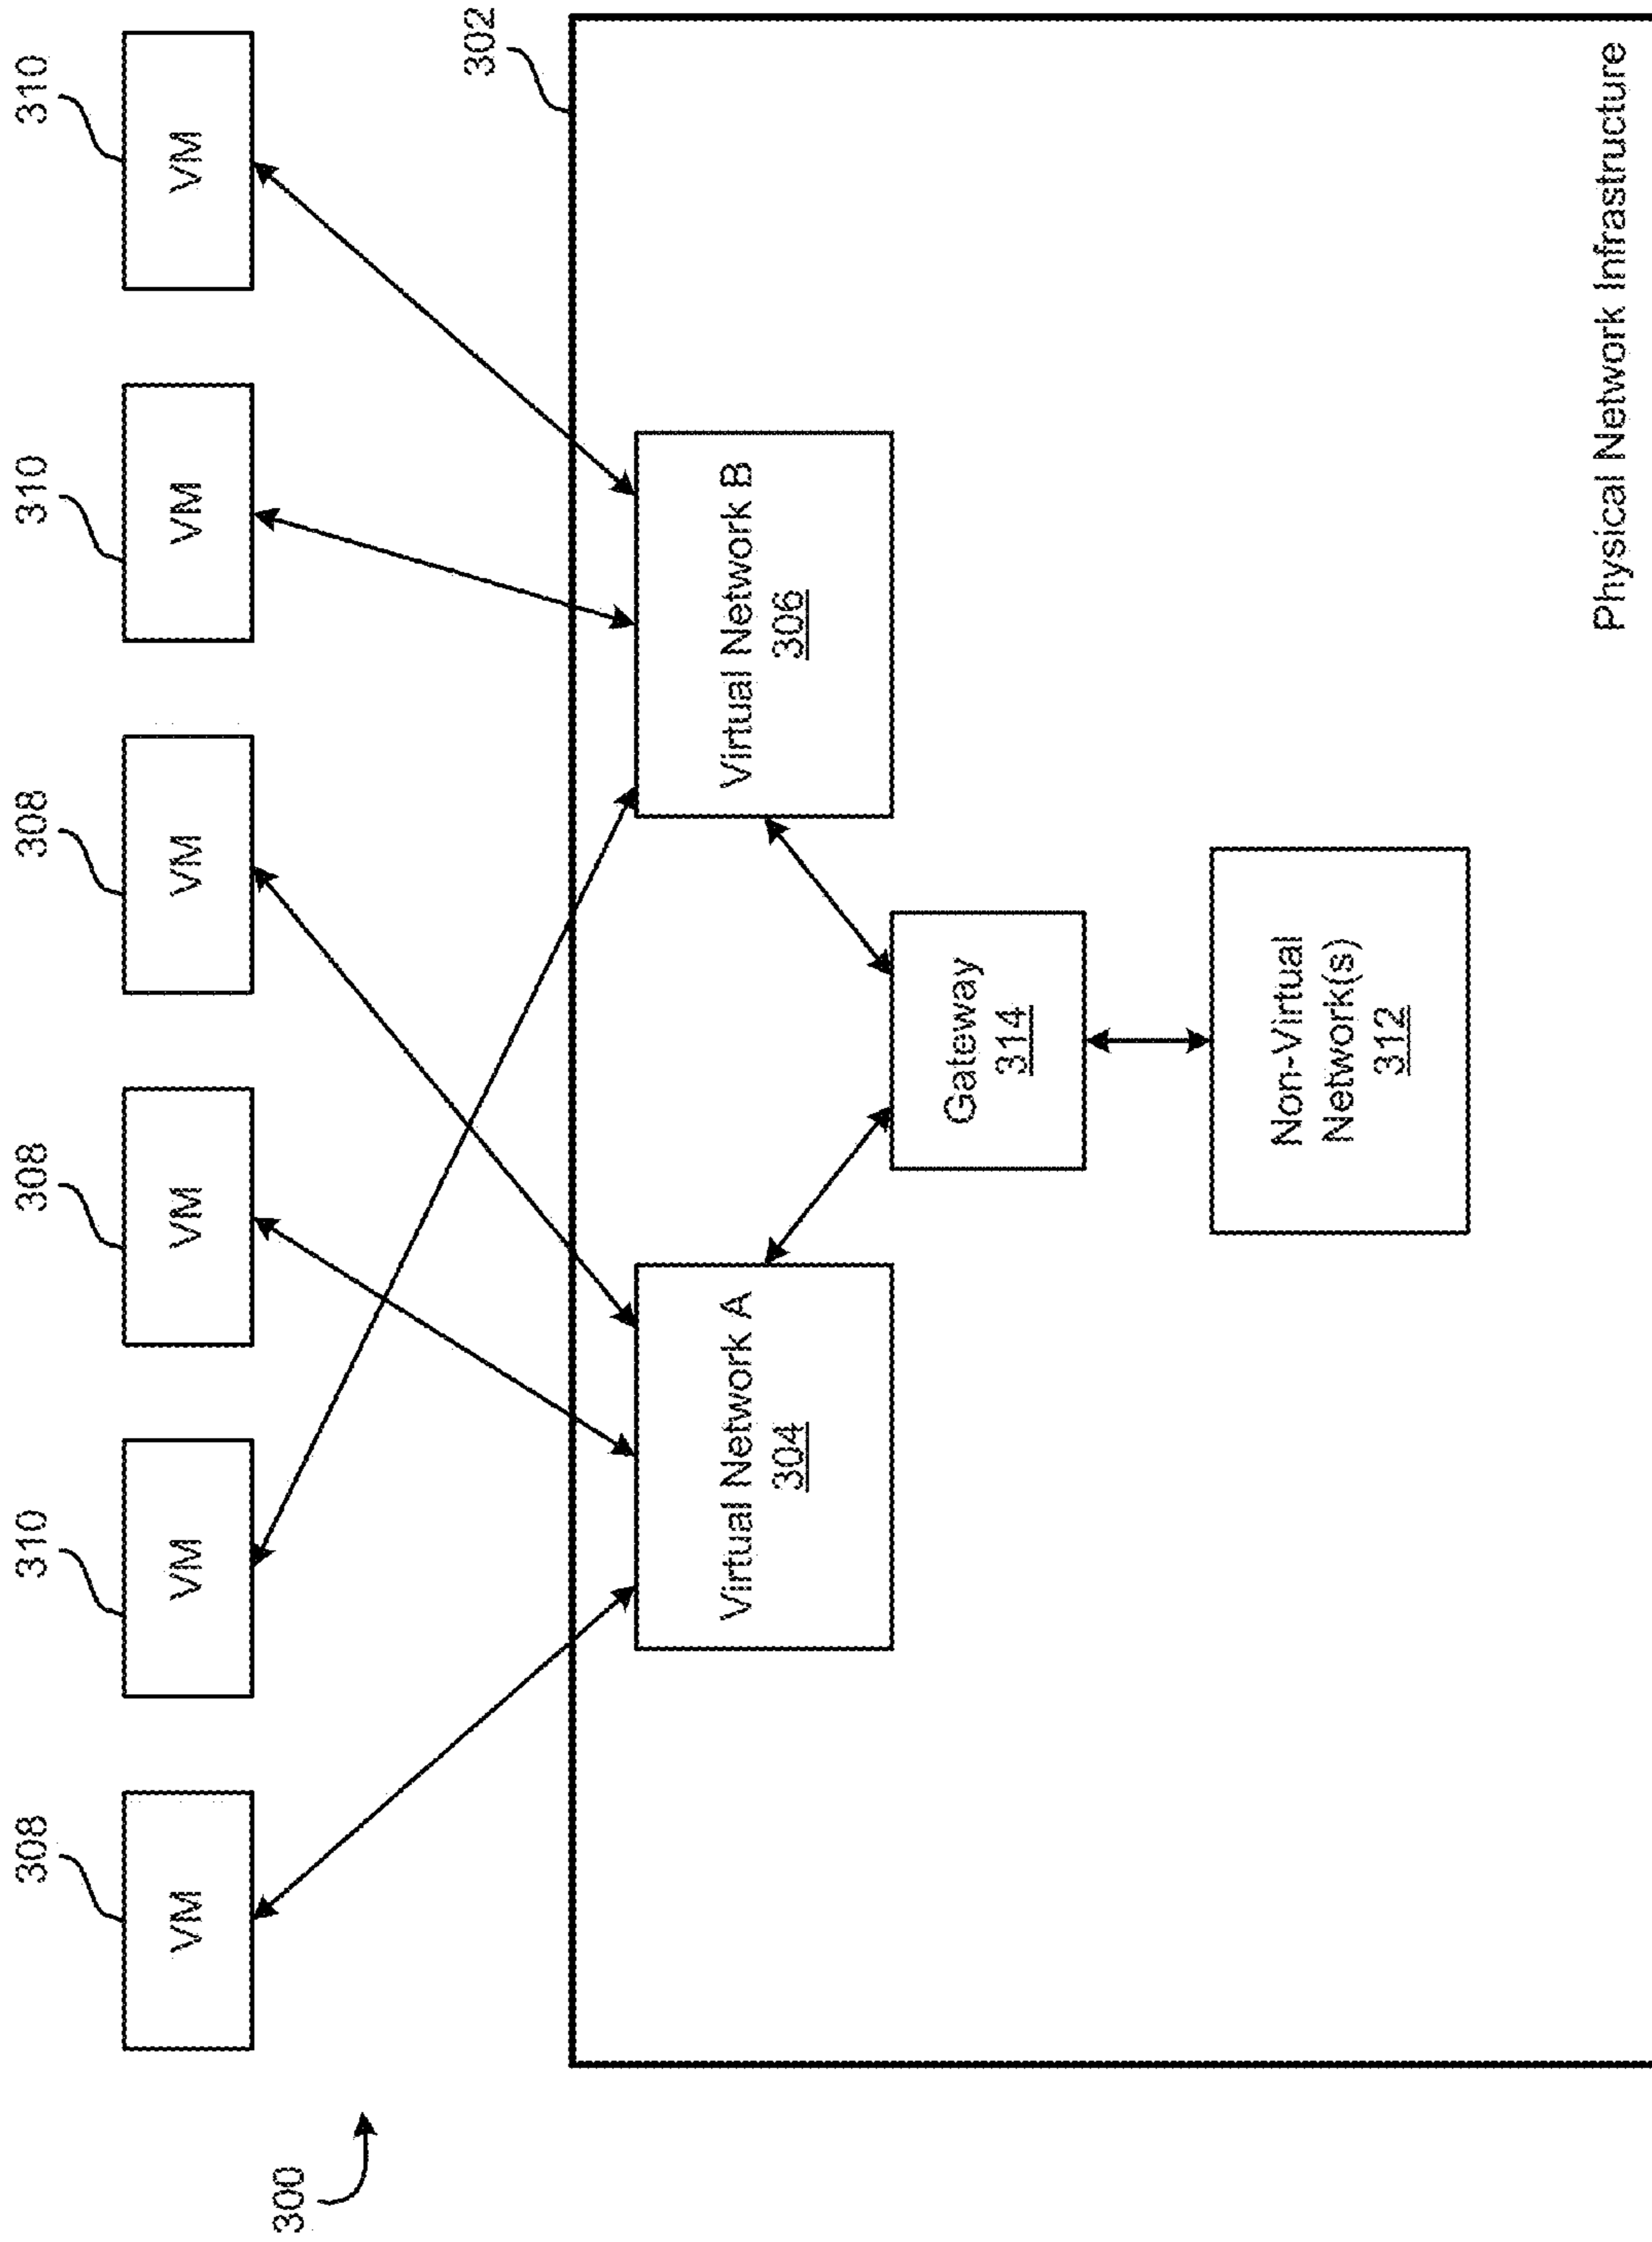 308
310
308
308
310
310
VM
VM
VM
VM
VM
VM
300
302
Virtual Network A
304
Virtual Network B
306
Gateway
314
Non-Virtual
Network(s)
312
Physical Network Infrastructure